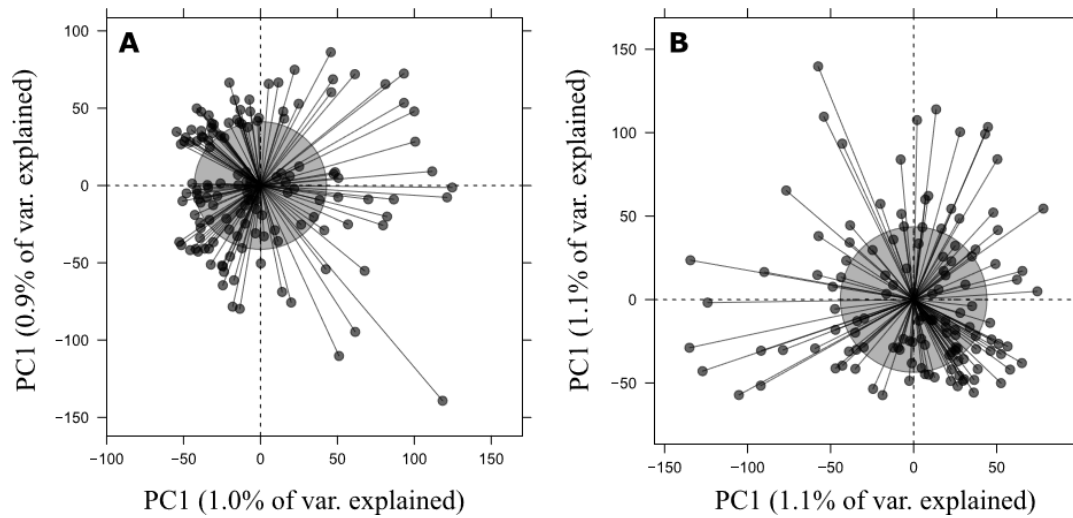 A
100
50
0
−50
−100
−150
PC1 (0.9% of var. explained)
−100 −50 0 50 100 150
PC1 (1.0% of var. explained)
B
150
100
50
0
−50
PC1 (1.1% of var. explained)
−150 −100 −50 0 50
PC1 (1.1% of var. explained)